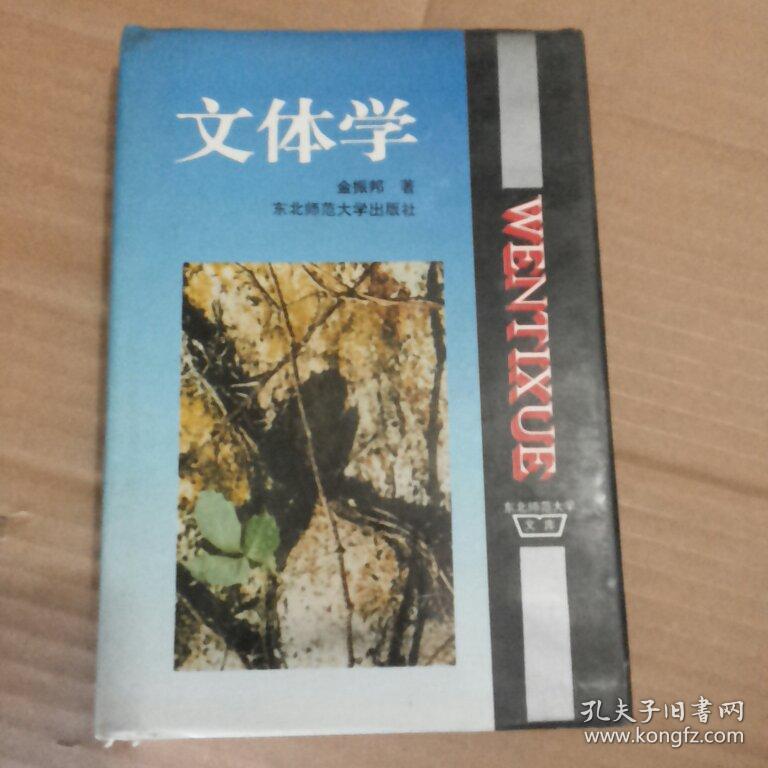 文体学
金振邦 著
东北师范大学出版社
WENTIXUE
东北师范大学
文库
孔夫子旧书网
www.kongfz.com